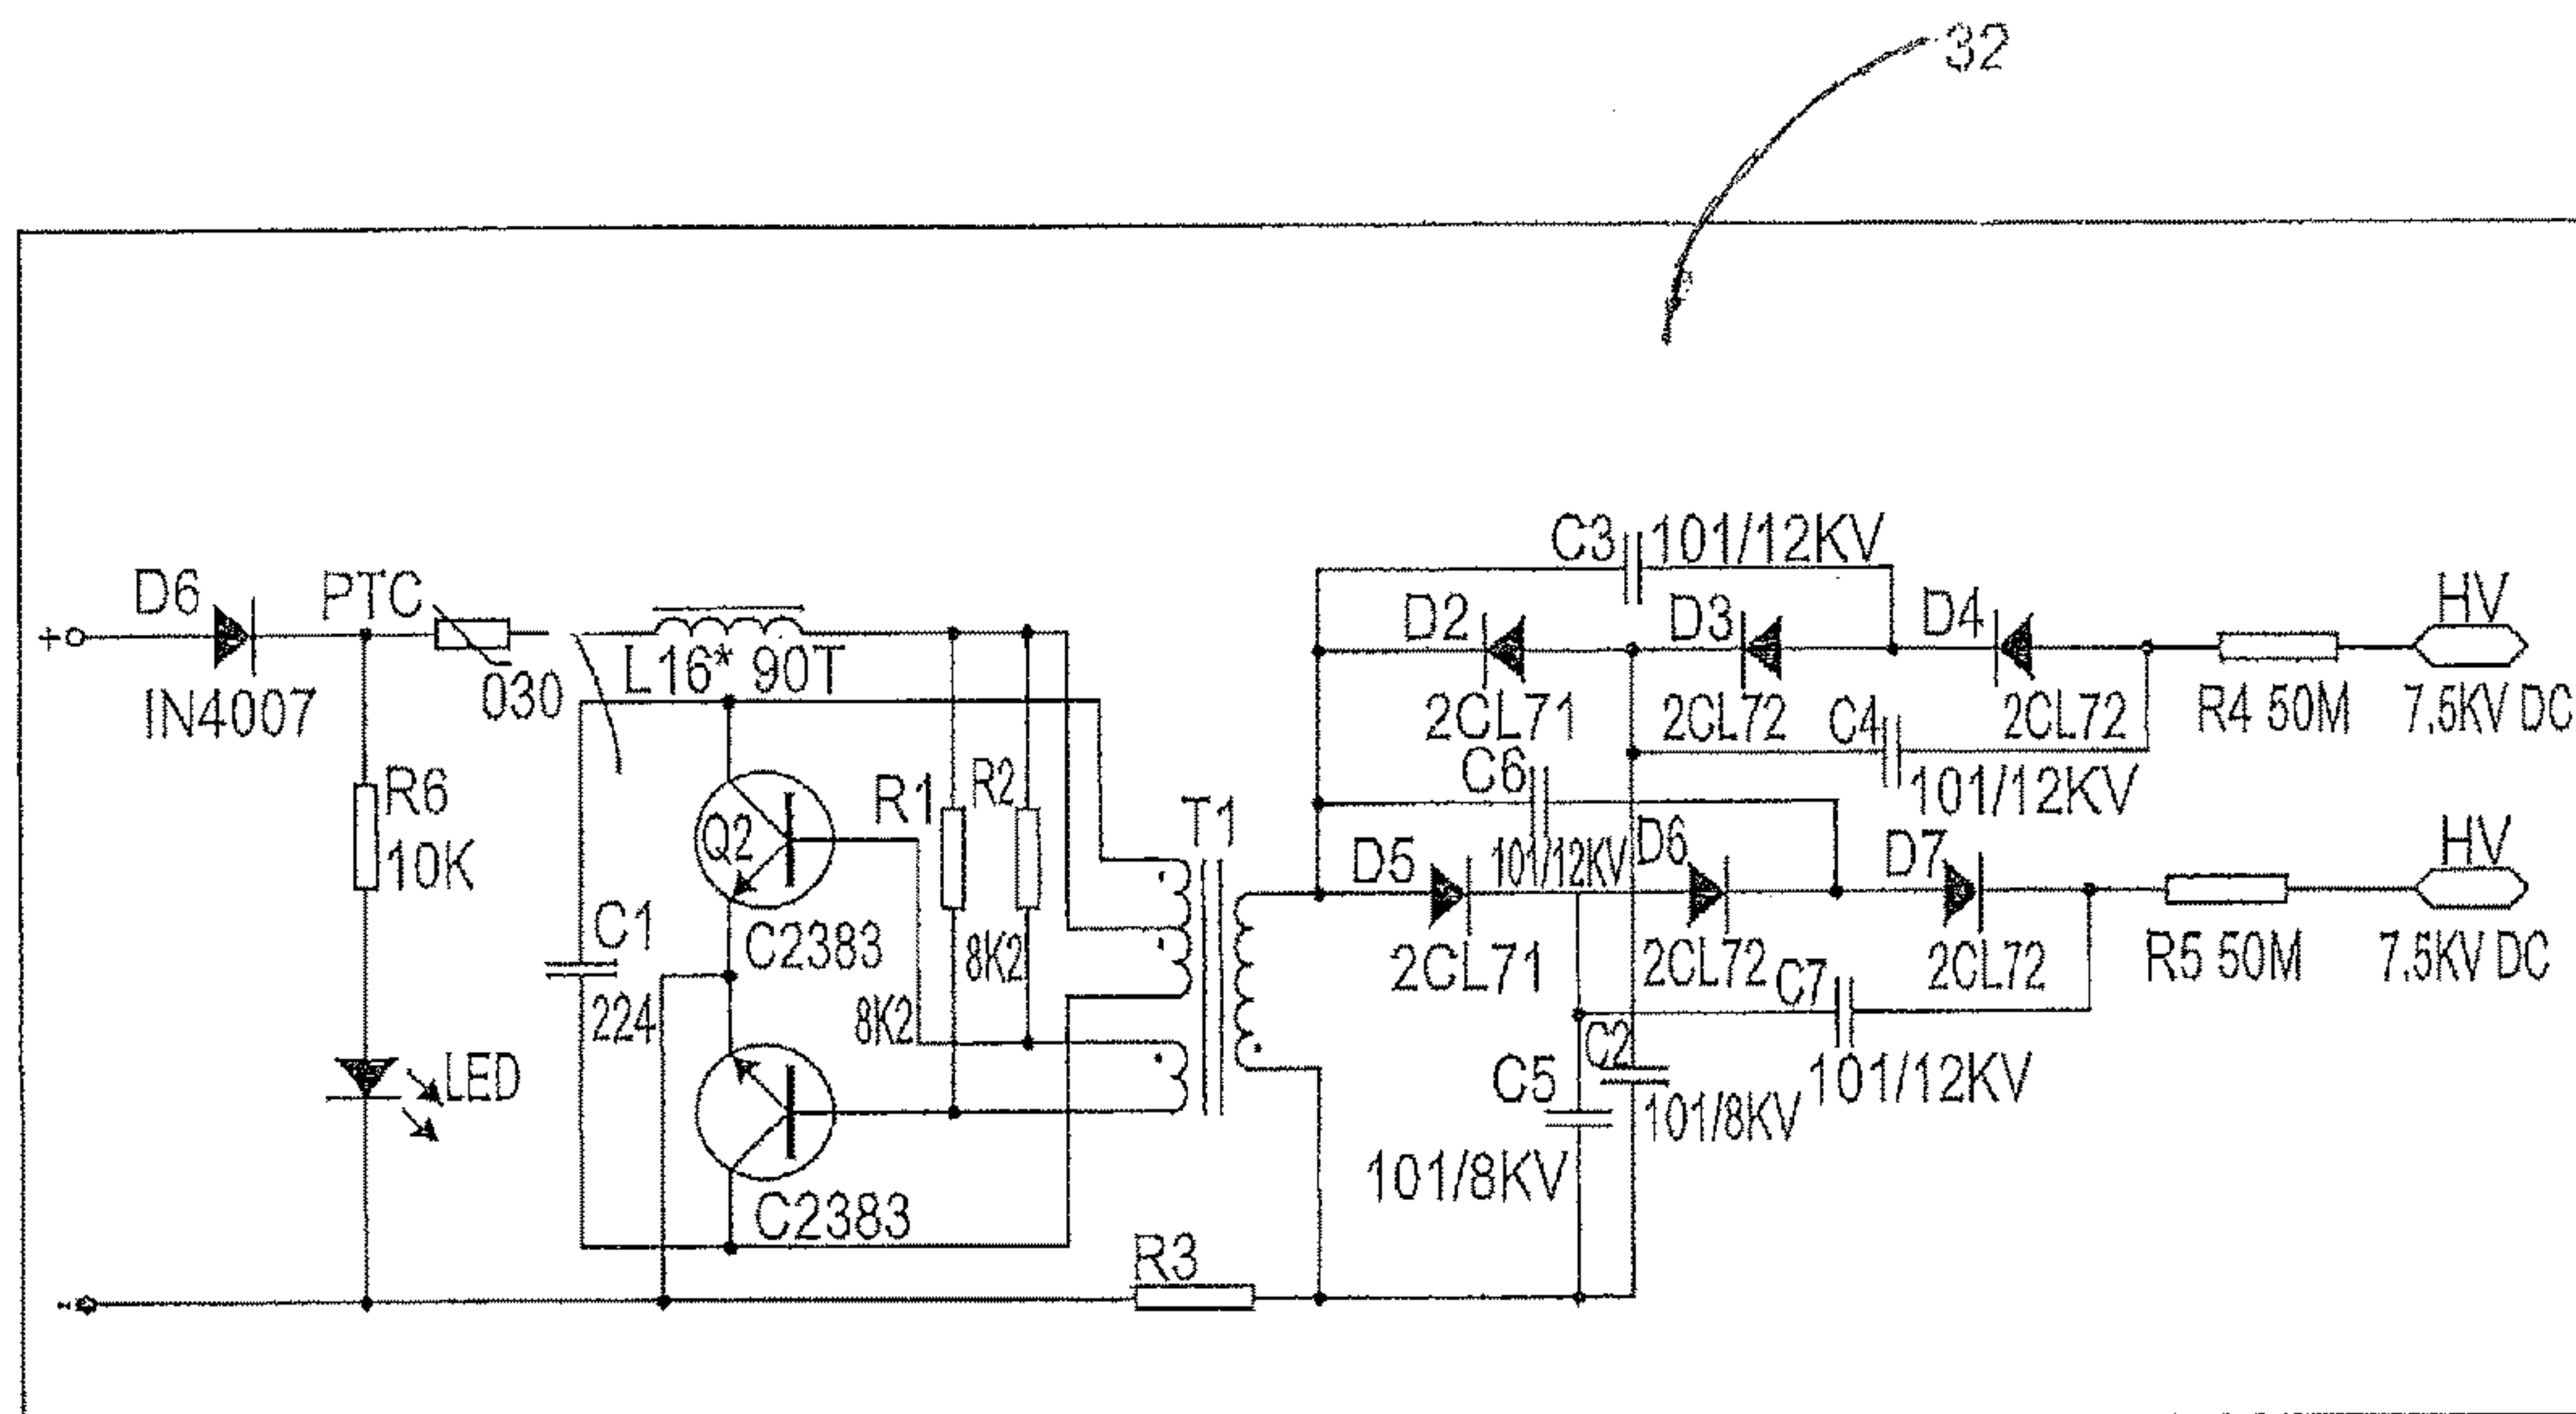 32
C3 101/12KV
D6 PTC
D2 D3 D4 HV
IN4007 030 L16* 90T
2CL71 2CL72 C4 2CL72 R4 50M 7.5KV DC
C6 101/12KV
R6 10K
Q2 R1 R2 T1
D5 101/12KV D6 D7 HV
C1 224
C2383 8K2
8K2
2CL71 2CL72 C7 2CL72 R5 50M 7.5KV DC
LED
C5 C2 101/12KV
101/8KV
101/8KV
C2383
R3
+
-